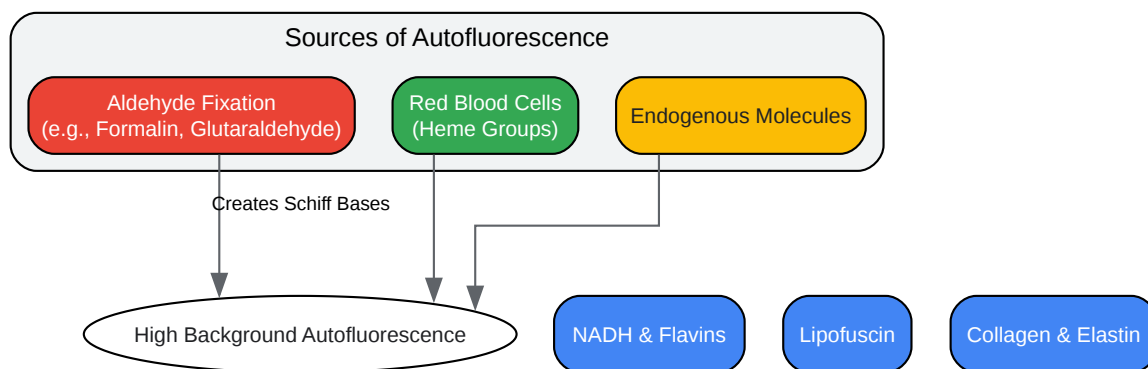 Sources of Autofluorescence
Aldehyde Fixation
(e.g., Formalin, Glutaraldehyde)
Red Blood Cells
(Heme Groups)
Endogenous Molecules
Creates Schiff Bases
High Background Autofluorescence
NADH & Flavins
Lipofuscin
Collagen & Elastin